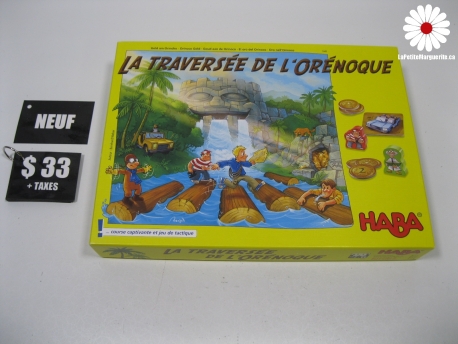 LaPetiteMarguerite.co
LA TRAVERSÉE DE L'ORÉNOQUE
NEUF
$ 33
+ TAXES
HABA
! ... course captivante et jeu de tactique
LA TRAVERSÉE
DE L'ORÉNOQUE
HABA